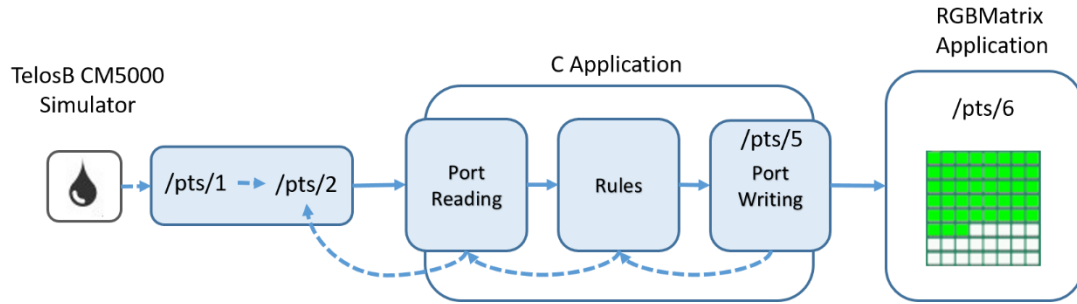 TelosB CM5000
Simulator
/pts/1
/pts/2
C Application
Port
Reading
Rules
/pts/5
Port
Writing
RGBMatrix
Application
/pts/6